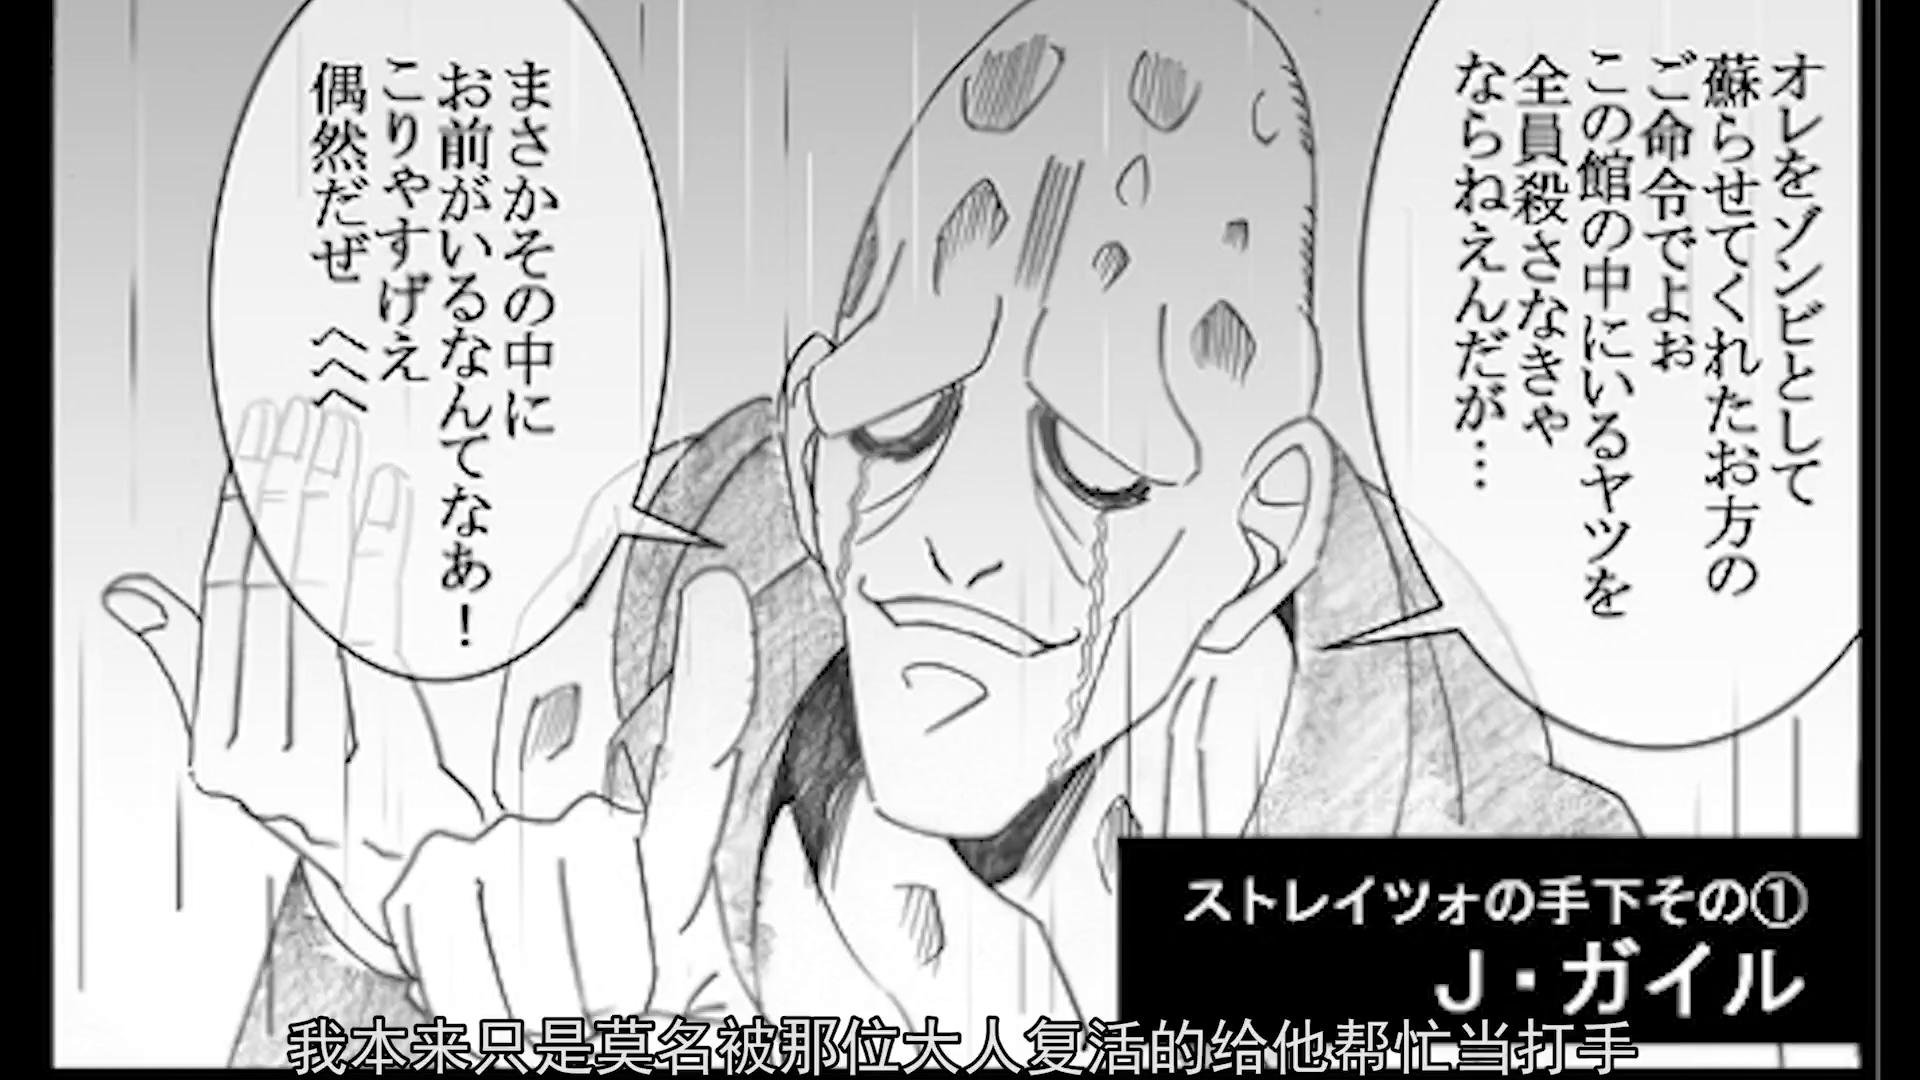 オレをゾンビとして
蘇らせてくれたお方の
ご命令でよぉ
この館の中にいるヤツを
全員殺さなきゃ
ならねえんだが…
まさかその中に
お前がいるなんてなあ！
こりゃすげえ
偶然だぜ　へへへ
ストレイツォの手下その①
J・ガイル
我本来只是莫名被那位大人复活的给他帮忙当打手